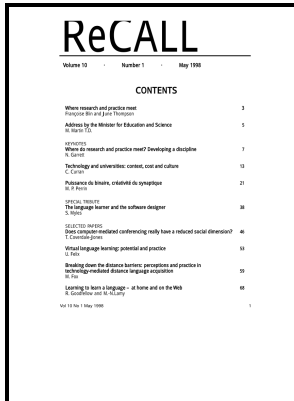 ReCALL
Volume 10 · Number 1 · May 1998
CONTENTS
Where research and practice meet 3
Françoise Blin and June Thompson
Address by the Minister for Education and Science 5
M. Martin T.D.
KEYNOTES
Where do research and practice meet? Developing a discipline 7
N. Garrett
Technology and universities: context, cost and culture 13
C. Curran
Puissance du binaire, créativité du synaptique 21
M. P. Perrin
SPECIAL TRIBUTE
The language learner and the software designer 38
S. Myles
SELECTED PAPERS
Does computer-mediated conferencing really have a reduced social dimension? 46
T. Coverdale-Jones
Virtual language learning: potential and practice 53
U. Felix
Breaking down the distance barriers: perceptions and practice in
technology-mediated distance language acquisition 59
M. Fox
Learning to learn a language – at home and on the Web 68
R. Goodfellow and M.-N. Lamy
Vol 10 No 1 May 1998 1